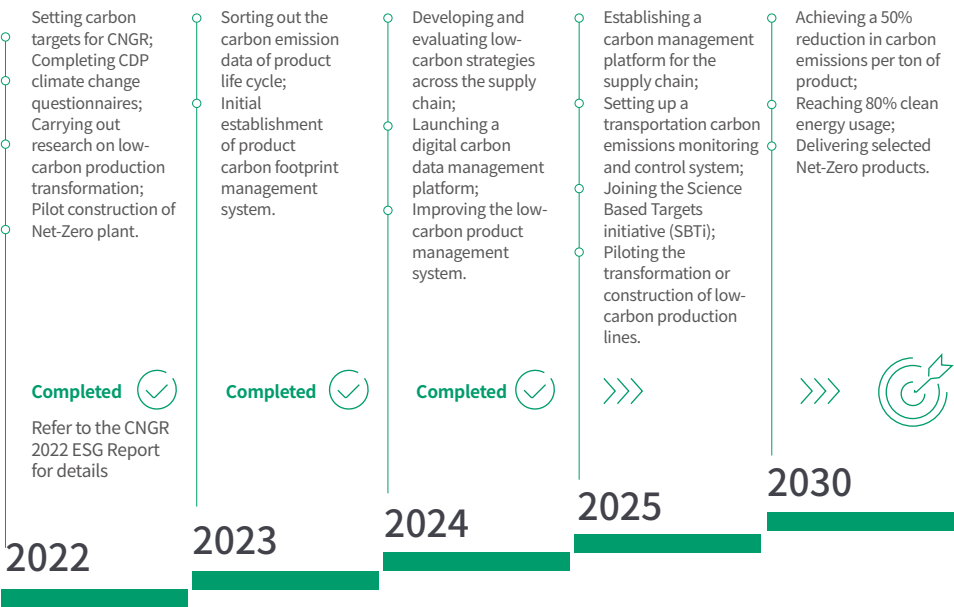 Setting carbon
targets for CNGR;
Completing CDP
climate change
questionnaires;
Carrying out
research on low-
carbon production
transformation;
Pilot construction of
Net-Zero plant.
Completed
Refer to the CNGR
2022 ESG Report
for details
2022
Sorting out the
carbon emission
data of product
life cycle;
Initial
establishment
of product
carbon footprint
management
system.
Completed
2023
Developing and
evaluating low-
carbon strategies
across the supply
chain;
Launching a
digital carbon
data management
platform;
Improving the low-
carbon product
management
system.
Completed
2024
Establishing a
carbon management
platform for the
supply chain;
Setting up a
transportation carbon
emissions monitoring
and control system;
Joining the Science
Based Targets
initiative (SBTi);
Piloting the
transformation or
construction of low-
carbon production
lines.
2025
Achieving a 50%
reduction in carbon
emissions per ton of
product;
Reaching 80% clean
energy usage;
Delivering selected
Net-Zero products.
2030